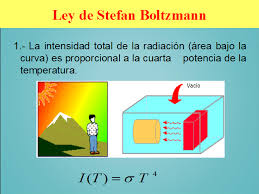 Ley de Stefan Boltzmann
1.- La intensidad total de la radiación (área bajo la
curva) es proporcional a la cuarta potencia de la
temperatura.
Vacío
I(T) = σ T⁴